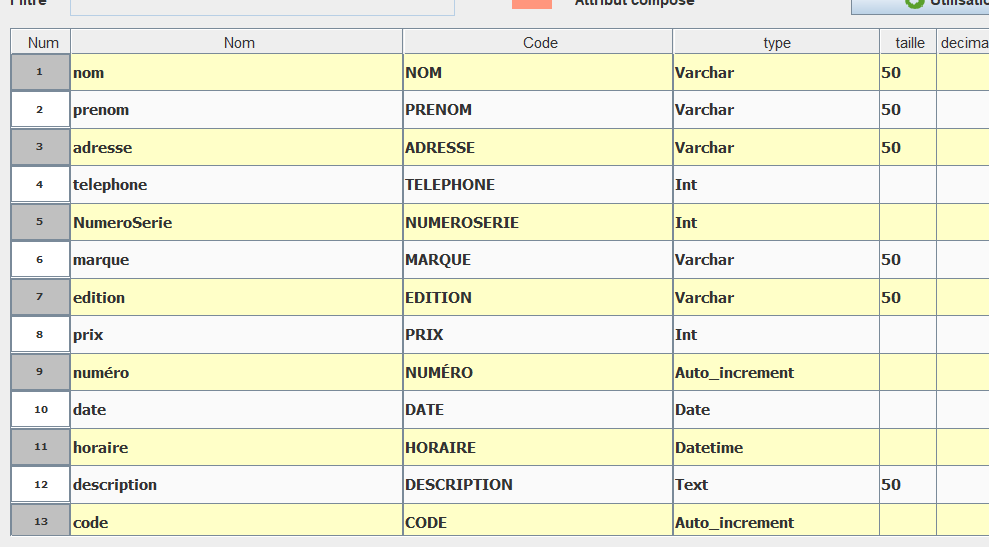 Filtre Attribut composé Utilisatio
Num Nom Code type taille decima
1 nom NOM Varchar 50
2 prenom PRENOM Varchar 50
3 adresse ADRESSE Varchar 50
4 telephone TELEPHONE Int
5 NumeroSerie NUMEROSERIE Int
6 marque MARQUE Varchar 50
7 edition EDITION Varchar 50
8 prix PRIX Int
9 numéro NUMÉRO Auto_increment
10 date DATE Date
11 horaire HORAIRE Datetime
12 description DESCRIPTION Text 50
13 code CODE Auto_increment